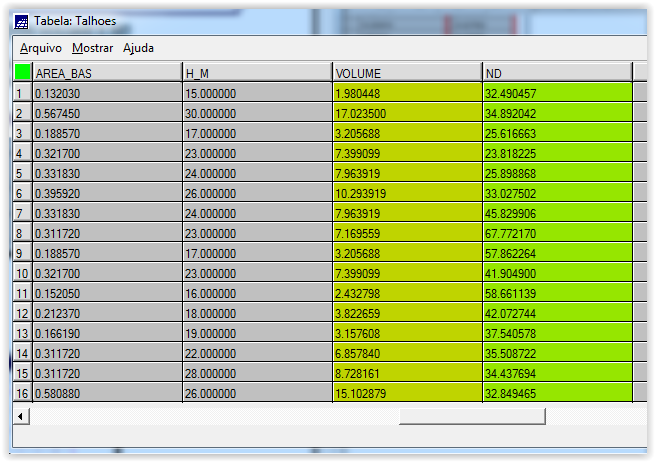 Tabela: Talhoes
Arquivo Mostrar Ajuda
AREA_BAS H_M VOLUME ND
1 0.132030 15.000000 1.980448 32.490457
2 0.567450 30.000000 17.023500 34.892042
3 0.188570 17.000000 3.205688 25.616663
4 0.321700 23.000000 7.399099 23.818225
5 0.331830 24.000000 7.963919 25.898868
6 0.395920 26.000000 10.293919 33.027502
7 0.331830 24.000000 7.963919 45.829906
8 0.311720 23.000000 7.169559 67.772170
9 0.188570 17.000000 3.205688 57.862264
10 0.321700 23.000000 7.399099 41.904900
11 0.152050 16.000000 2.432798 58.661139
12 0.212370 18.000000 3.822659 42.072744
13 0.166190 19.000000 3.157608 37.540578
14 0.311720 22.000000 6.857840 35.508722
15 0.311720 28.000000 8.728161 34.437694
16 0.580880 26.000000 15.102879 32.849465